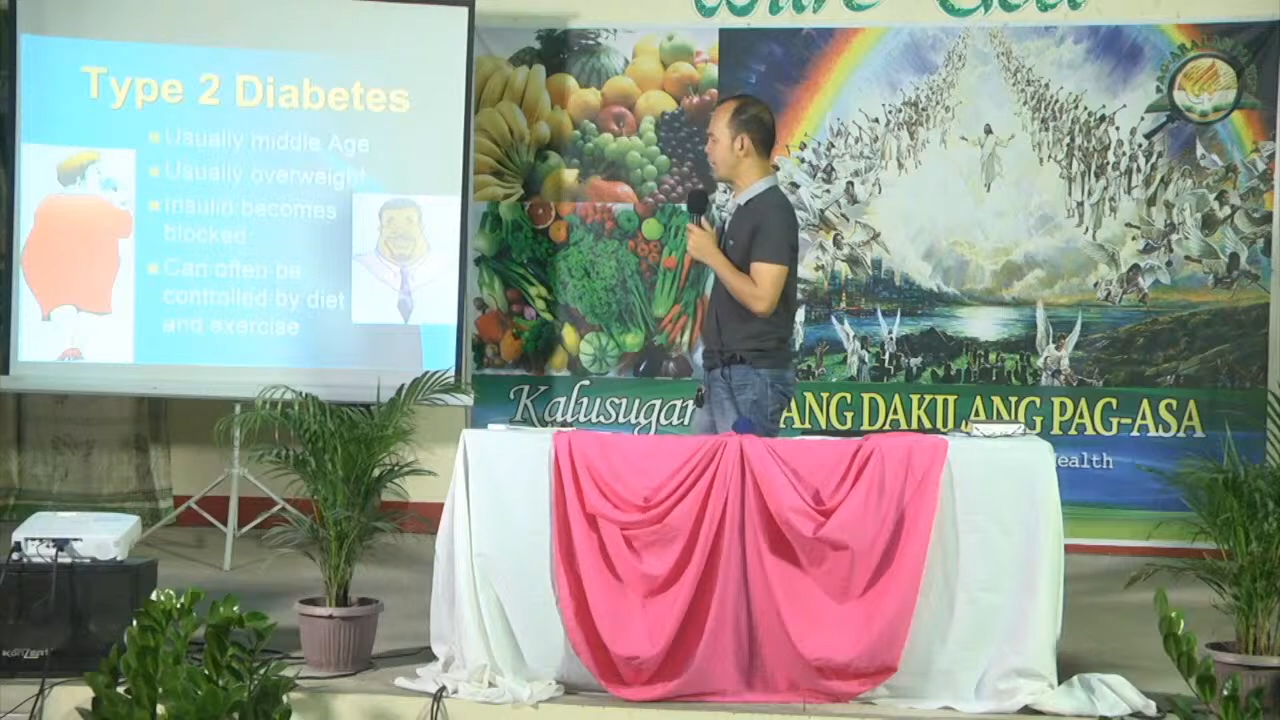 Type 2 Diabetes
Usually middle Age
Usually overweight
Insulin becomes
blocked
Can often be
controlled by diet
and exercise
Kalusugan
ANG DAKILANG PAG-ASA
Health